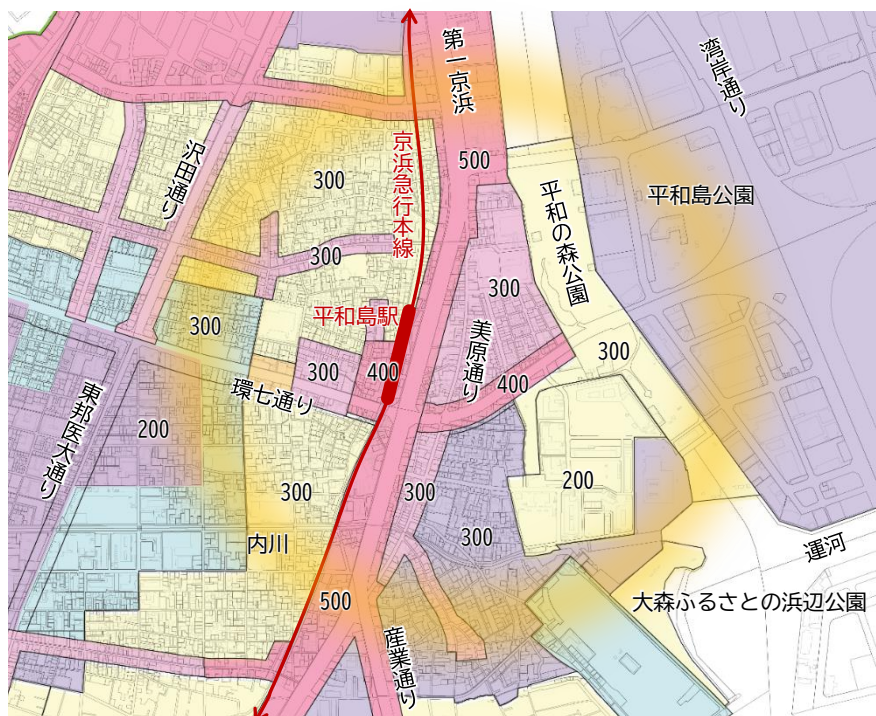 第一京浜
湾岸通り
沢田通り
京浜急行本線
500
300
平和島公園
平和の森公園
300
300
平和島駅
300
美原通り
300
300
400
400
環七通り
東邦医大通り
200
200
300
300
300
内川
運河
500
大森ふるさとの浜辺公園
産業通り